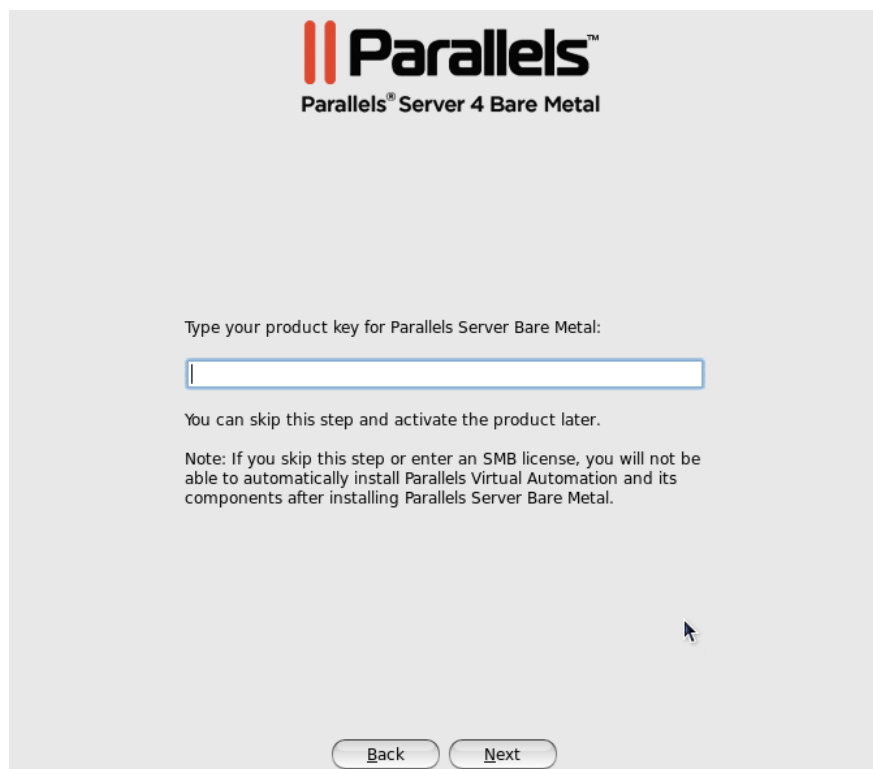 Parallels™
Parallels® Server 4 Bare Metal
Type your product key for Parallels Server Bare Metal:
You can skip this step and activate the product later.
Note: If you skip this step or enter an SMB license, you will not be
able to automatically install Parallels Virtual Automation and its
components after installing Parallels Server Bare Metal.
Back
Next